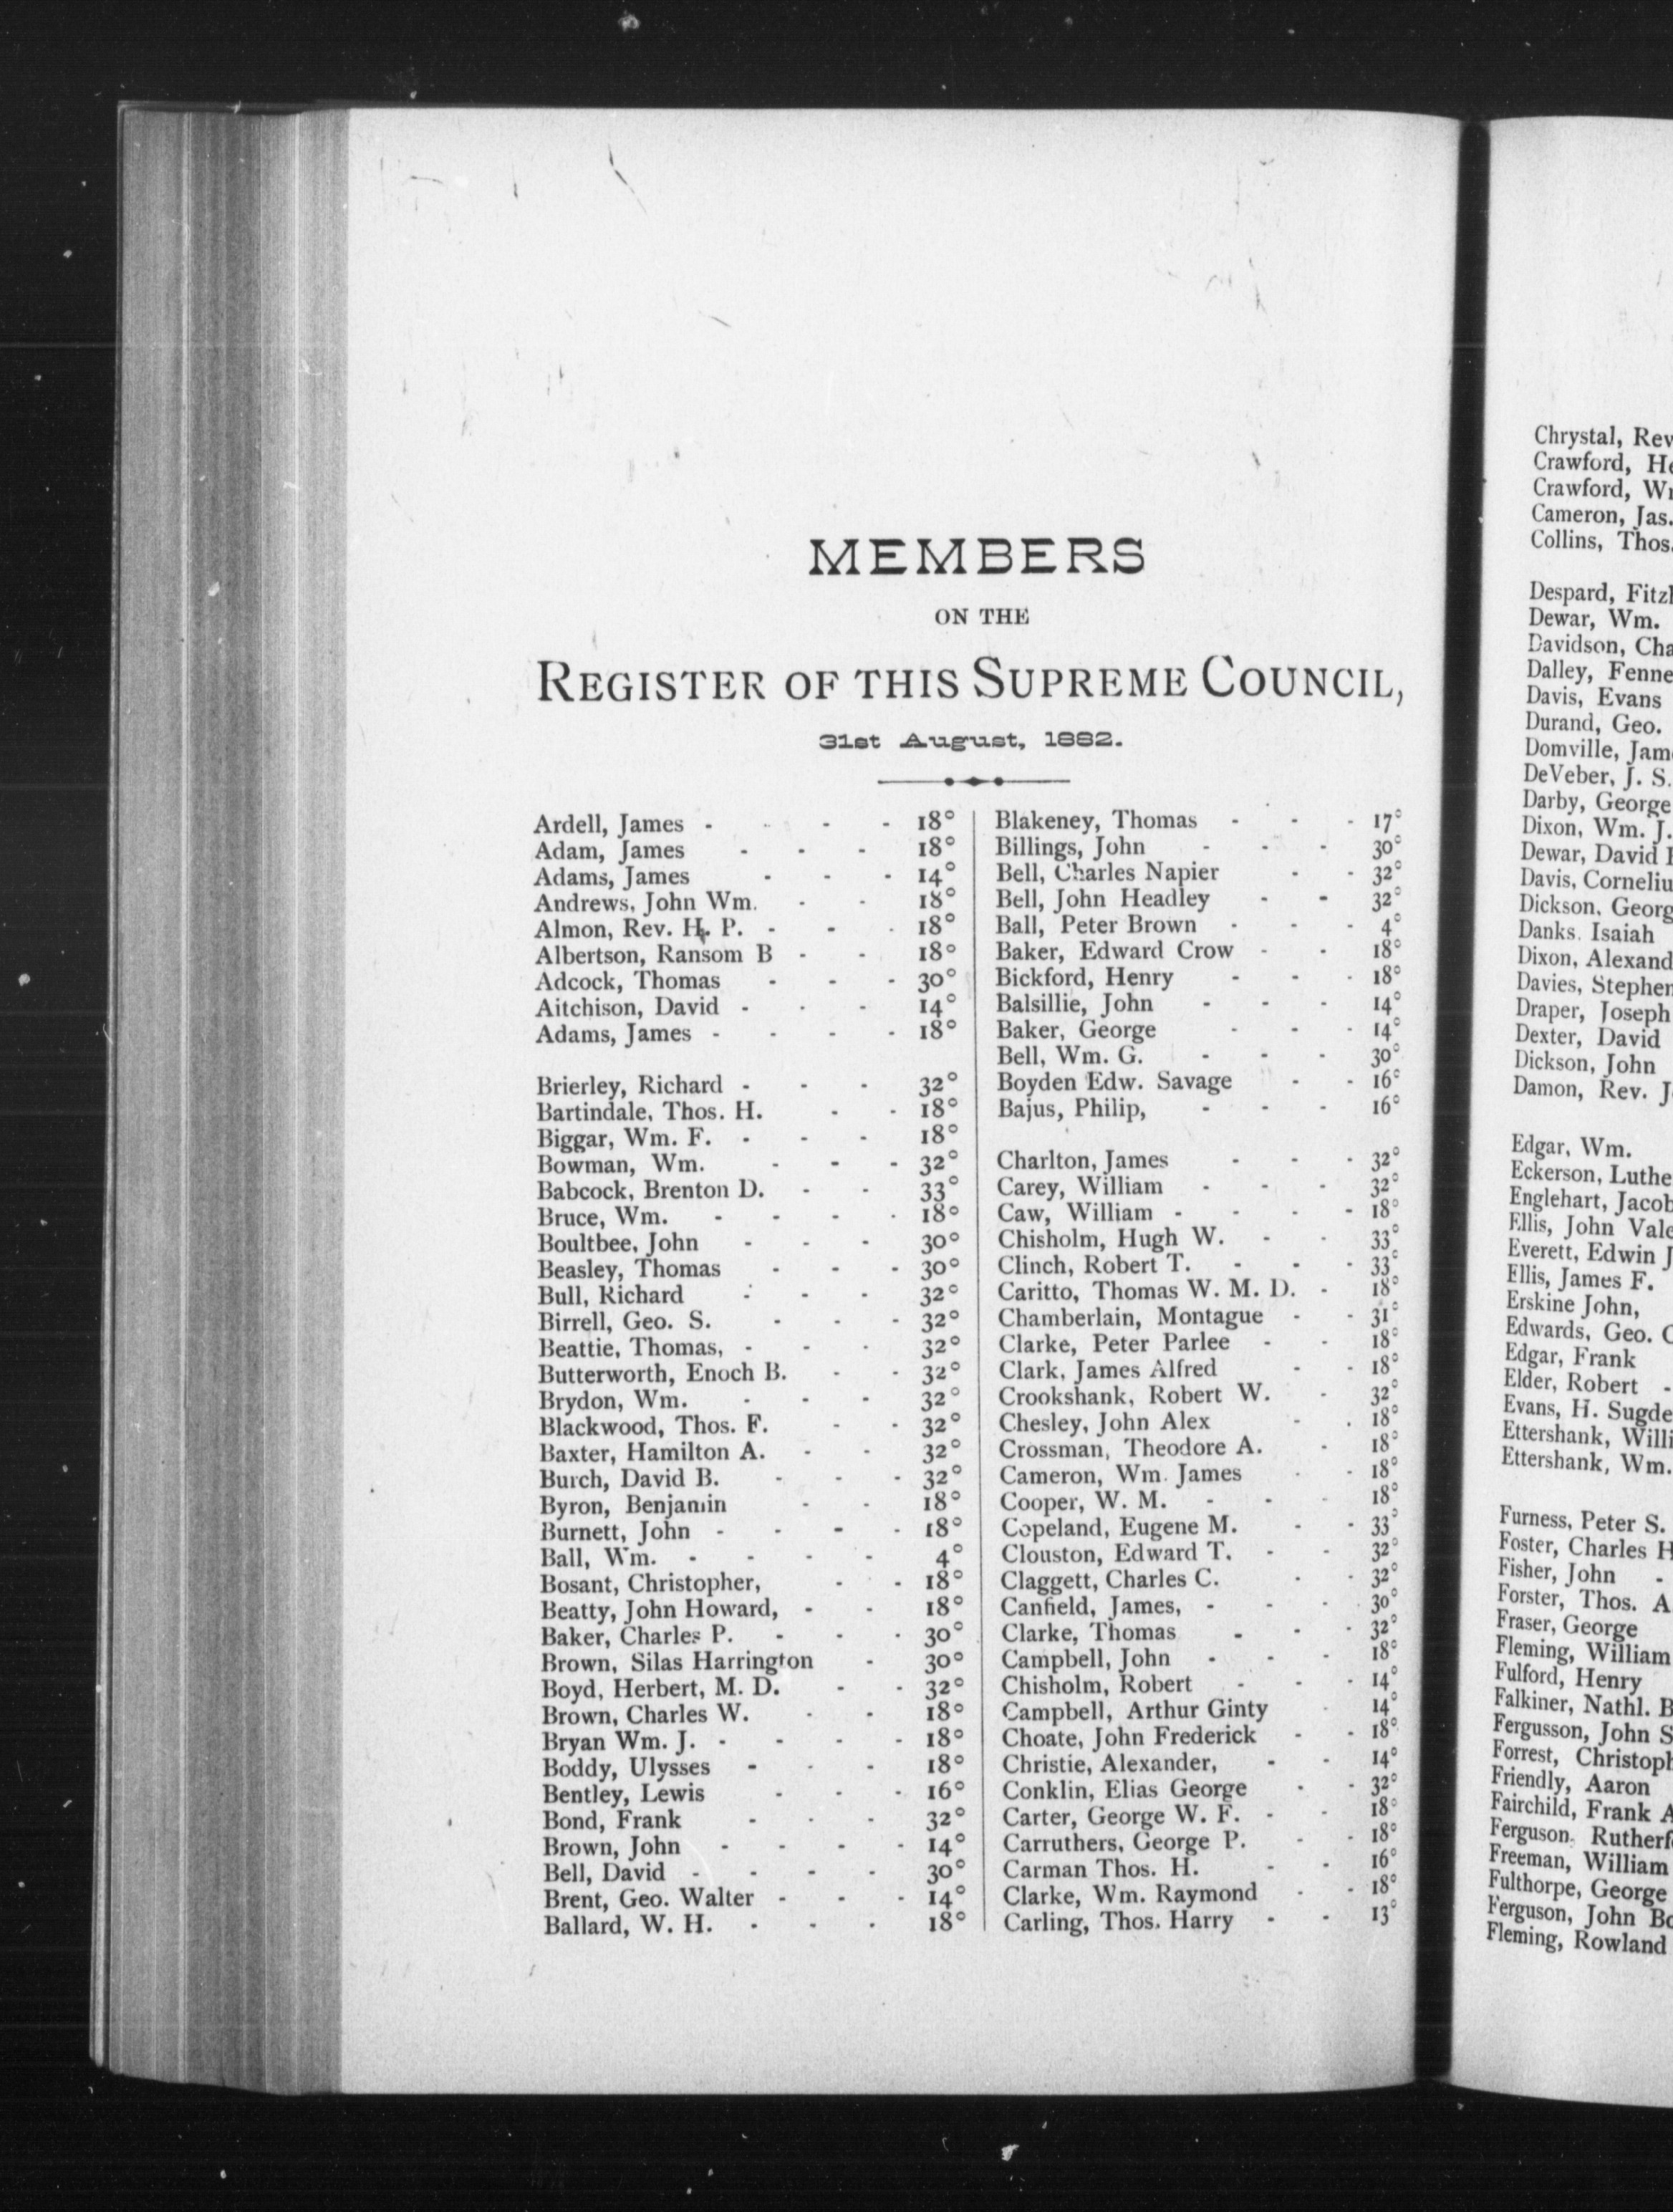 MEMBERS
ON THE
REGISTER OF THIS SUPREME COUNCIL,
31st August, 1882.
Ardell, James - - - - 18°
Adam, James - - - 18°
Adams, James - - - 14°
Andrews, John Wm. - - 18°
Almon, Rev. H. P. - - - 18°
Albertson, Ransom B - - 18°
Adcock, Thomas - - - 30°
Aitchison, David - - - 14°
Adams, James - - - - 18°
Brierley, Richard - - - 32°
Bartindale, Thos. H. - - 18°
Biggar, Wm. F. - - - 18°
Bowman, Wm. - - - 32°
Babcock, Brenton D. - - 33°
Bruce, Wm. - - - - 18°
Boultbee, John - - - 30°
Beasley, Thomas - - - 30°
Bull, Richard - - - 32°
Birrell, Geo. S. - - - 32°
Beattie, Thomas, - - - 32°
Butterworth, Enoch B. - - 32°
Brydon, Wm. - - - 32°
Blackwood, Thos. F. - - 32°
Baxter, Hamilton A. - - 32°
Burch, David B. - - - 32°
Byron, Benjamin - - 18°
Burnett, John - - - - 18°
Ball, Wm. - - - - 4°
Bosant, Christopher, - - 18°
Beatty, John Howard, - - 18°
Baker, Charles P. - - - 30°
Brown, Silas Harrington - 30°
Boyd, Herbert, M. D. - - 32°
Brown, Charles W. - - 18°
Bryan Wm. J. - - - - 18°
Boddy, Ulysses - - - 18°
Bentley, Lewis - - - 16°
Bond, Frank - - - 32°
Brown, John - - - - 14°
Bell, David - - - - 30°
Brent, Geo. Walter - - - 14°
Ballard, W. H. - - - 18°
Blakeney, Thomas - - - 17°
Billings, John - - - 30°
Bell, Charles Napier - - 32°
Bell, John Headley - - 32°
Ball, Peter Brown - - - 4°
Baker, Edward Crow - - 18°
Bickford, Henry - - - 18°
Balsillie, John - - - 14°
Baker, George - - - 14°
Bell, Wm. G. - - - 30°
Boyden Edw. Savage - - 16°
Bajus, Philip, - - - 16°
Charlton, James - - - 32°
Carey, William - - - 32°
Caw, William - - - - 18°
Chisholm, Hugh W. - - 33°
Clinch, Robert T. - - - 33°
Caritto, Thomas W. M. D. - 18°
Chamberlain, Montague - - 31°
Clarke, Peter Parlee - - 18°
Clark, James Alfred - - 18°
Crookshank, Robert W. - 32°
Chesley, John Alex - - 18°
Crossman, Theodore A. - 18°
Cameron, Wm. James - - 18°
Cooper, W. M. - - - 18°
Copeland, Eugene M. - - 33°
Clouston, Edward T. - - 32°
Claggett, Charles C. - - 32°
Canfield, James, - - - 30°
Clarke, Thomas - - - 32°
Campbell, John - - - 18°
Chisholm, Robert - - - 14°
Campbell, Arthur Ginty - 14°
Choate, John Frederick - - 18°
Christie, Alexander, - - 14°
Conklin, Elias George - - 32°
Carter, George W. F. - - 18°
Carruthers, George P. - - 18°
Carman Thos. H. - - 16°
Clarke, Wm. Raymond - - 18°
Carling, Thos. Harry - - 13°
Chrystal, Rev
Crawford,
Crawford,
Cameron, Jas.
Collins, Thos.
Despard,
Dewar, Wm.
Davidson,
Dalley,
Davis, Evans
Durand, Geo.
Domville,
DeVeber, J. S.
Darby, George
Dixon, Wm. J.
Dewar, David
Davis,
Dickson,
Danks. Isaiah
Dixon,
Davies,
Draper, Joseph
Dexter, David
Dickson, John
Damon, Rev. J
Edgar, Wm.
Eckerson,
Englehart,
Ellis, John
Everett, Edwin J
Ellis, James F.
Erskine John,
Edwards, Geo.
Edgar, Frank
Elder, Robert -
Evans, H.
Ettershank,
Ettershank, Wm.
Furness, Peter S.
Foster, Charles H
Fisher, John -
Forster, Thos. A
Fraser, George
Fleming, William
Fulford, Henry
Falkiner, Nathl. B
Fergusson, John S
Forrest,
Friendly, Aaron
Fairchild, Frank A
Ferguson,
Freeman, William
Fulthorpe, George
Ferguson, John
Fleming, Rowland